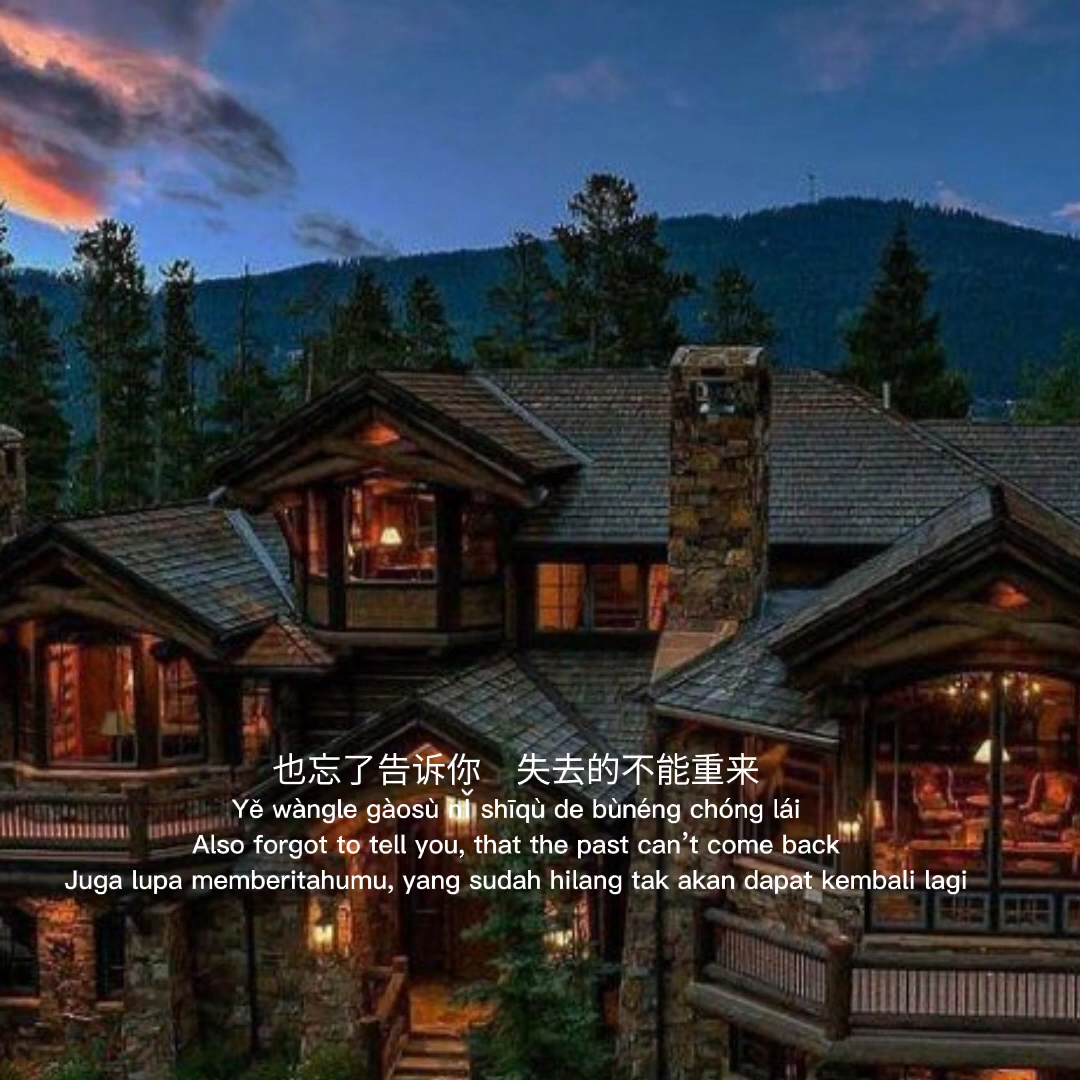 也忘了告诉你 失去的不能重来
Yě wàngle gàosù nǐ shīqù de bùnéng chóng lái
Also forgot to tell you, that the past can't come back
Juga lupa memberitahumu, yang sudah hilang tak akan dapat kembali lagi